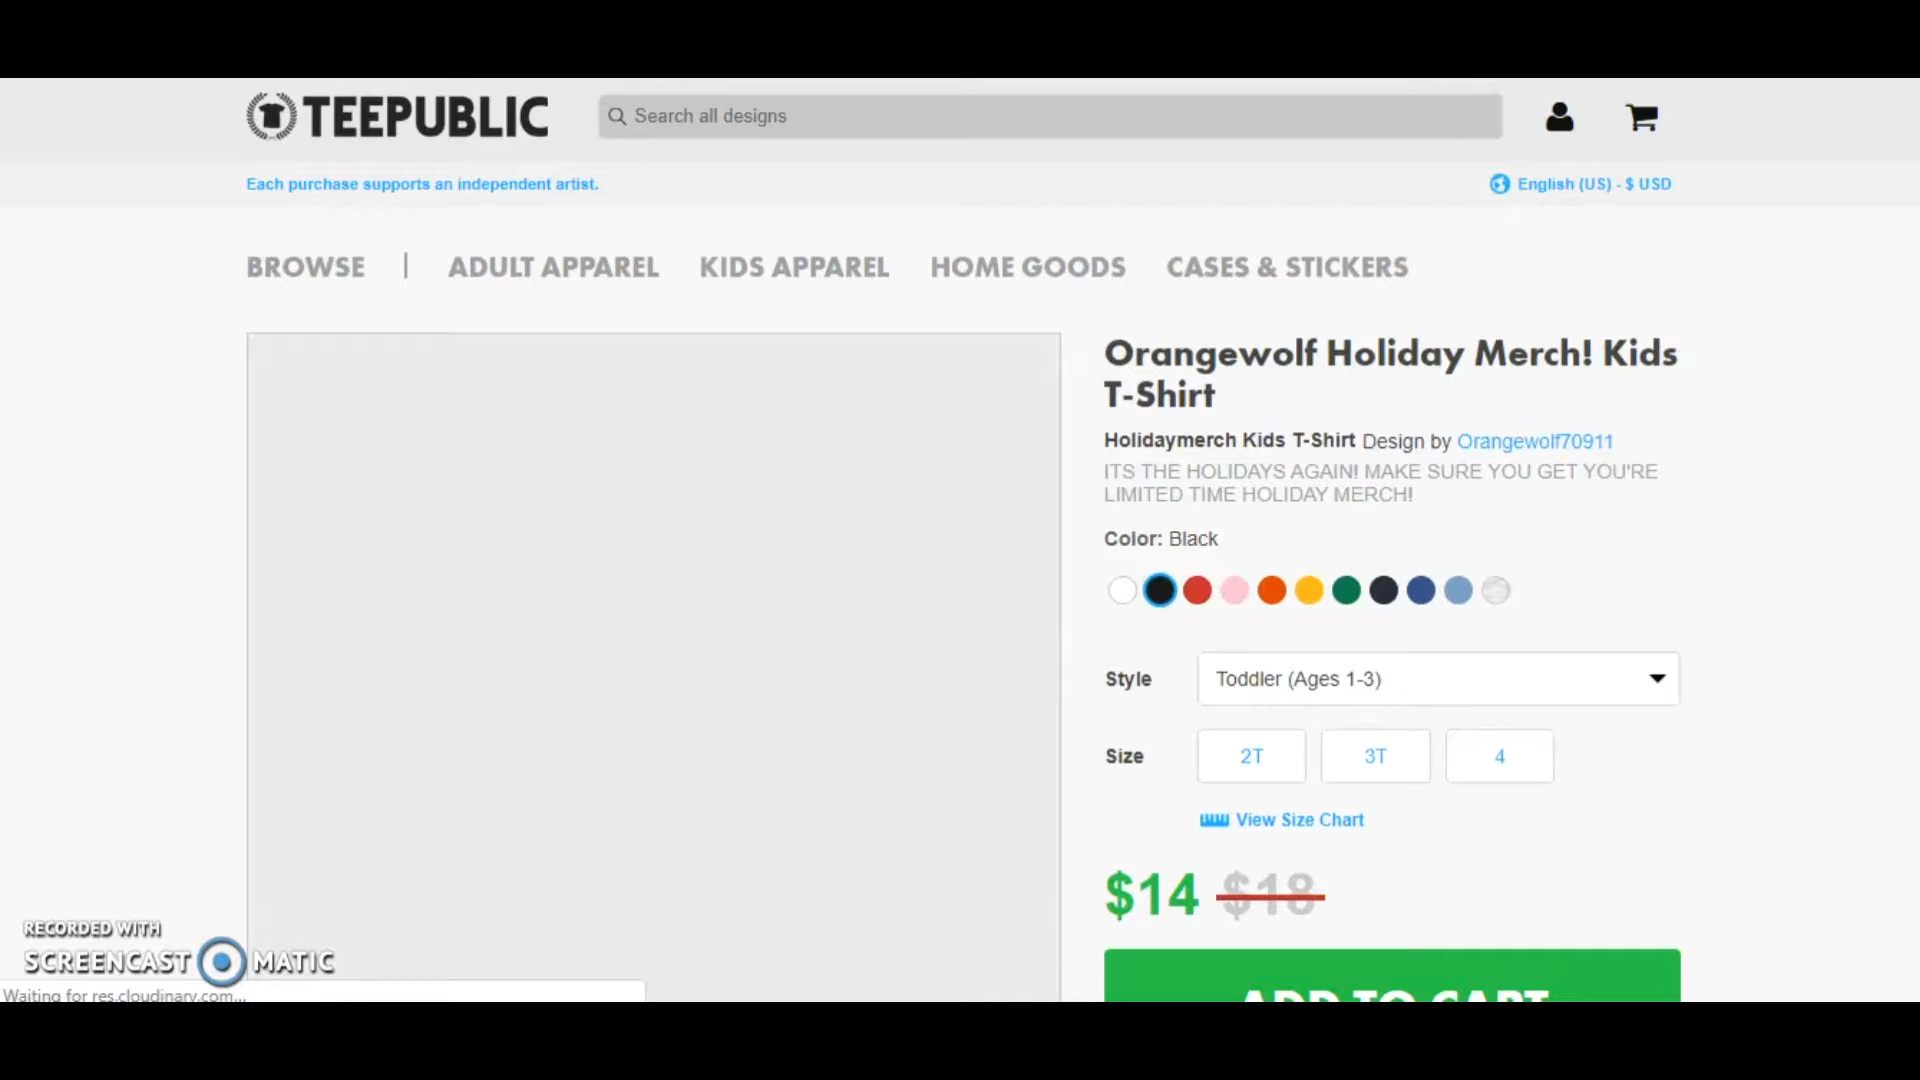 TEEPUBLIC
Search all designs
Each purchase supports an independent artist.
English (US) - $ USD
BROWSE | ADULT APPAREL KIDS APPAREL HOME GOODS CASES & STICKERS
Orangewolf Holiday Merch! Kids
T-Shirt
Holidaymerch Kids T-Shirt Design by Orangewolf70911
ITS THE HOLIDAYS AGAIN! MAKE SURE YOU GET YOU'RE
LIMITED TIME HOLIDAY MERCH!
Color: Black
Style Toddler (Ages 1-3)
Size 2T 3T 4
View Size Chart
$14 $18
ADD TO CART
RECORDED WITH
SCREENCAST MATIC
Waiting for res.cloudinary.com...